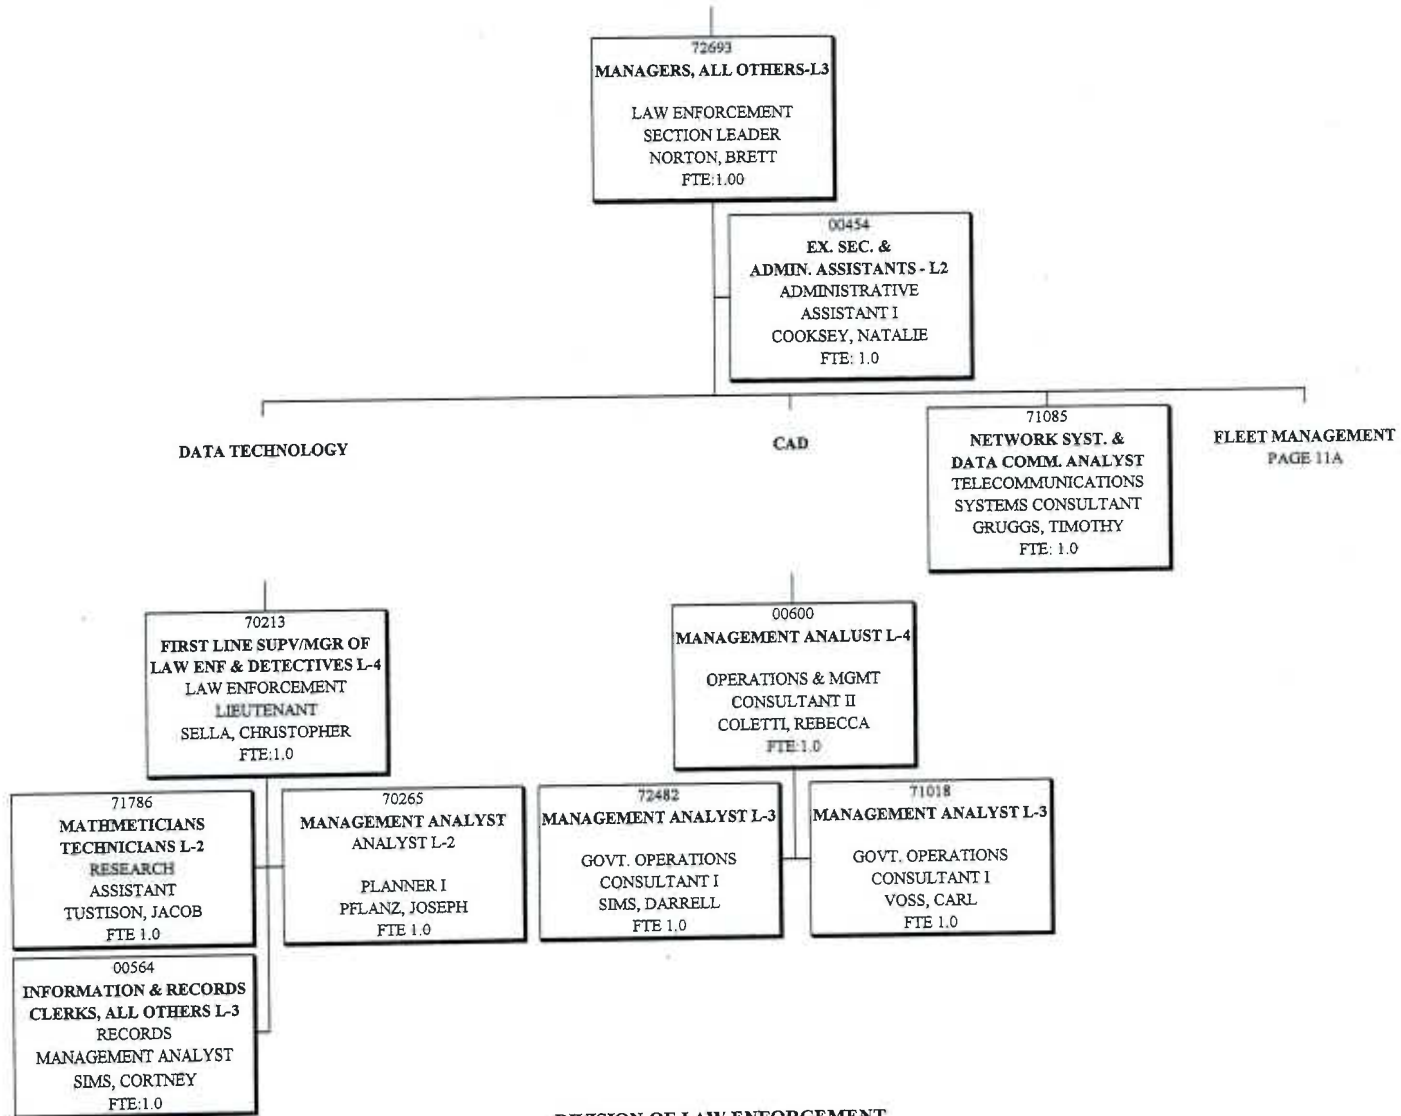 72693
MANAGERS, ALL OTHERS-L3
LAW ENFORCEMENT
SECTION LEADER
NORTON, BRETT
FTE:1.00
00454
EX. SEC. &
ADMIN. ASSISTANTS - L2
ADMINISTRATIVE
ASSISTANT I
COOKSEY, NATALIE
FTE: 1.0
DATA TECHNOLOGY
CAD
71085
NETWORK SYST. &
DATA COMM. ANALYST
TELECOMMUNICATIONS
SYSTEMS CONSULTANT
GRUGGS, TIMOTHY
FTE: 1.0
FLEET MANAGEMENT
PAGE 11A
70213
FIRST LINE SUPV/MGR OF
LAW ENF & DETECTIVES L-4
LAW ENFORCEMENT
LIEUTENANT
SELLA, CHRISTOPHER
FTE:1.0
00600
MANAGEMENT ANALUST L-4
OPERATIONS & MGMT
CONSULTANT II
COLETTI, REBECCA
FTE:1.0
71786
MATHMETICIANS
TECHNICIANS L-2
RESEARCH
ASSISTANT
TUSTISON, JACOB
FTE 1.0
70265
MANAGEMENT ANALYST
ANALYST L-2
PLANNER I
PFLANZ, JOSEPH
FTE 1.0
72482
MANAGEMENT ANALYST L-3
GOVT. OPERATIONS
CONSULTANT I
SIMS, DARRELL
FTE 1.0
71018
MANAGEMENT ANALYST L-3
GOVT. OPERATIONS
CONSULTANT I
VOSS, CARL
FTE 1.0
00564
INFORMATION & RECORDS
CLERKS, ALL OTHERS L-3
RECORDS
MANAGEMENT ANALYST
SIMS, CORTNEY
FTE:1.0
DIVISION OF LAW ENFORCEMENT